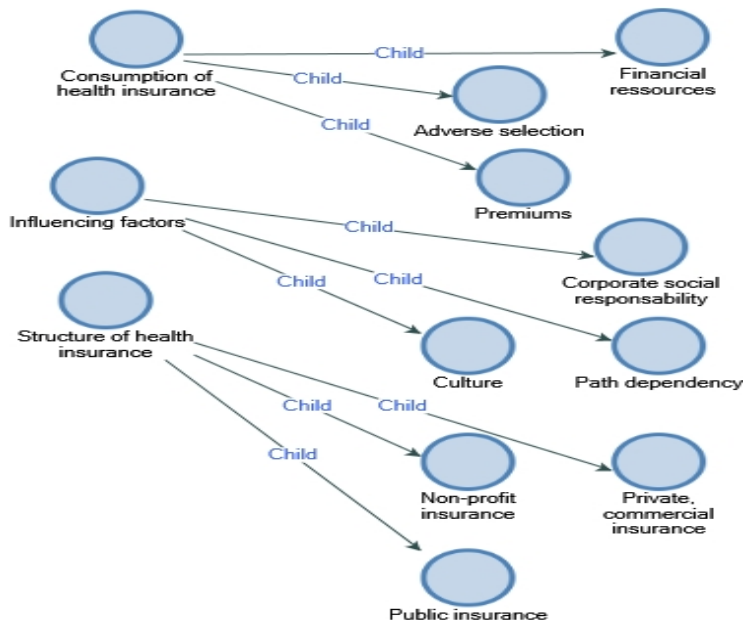 Child
Consumption of
health insurance
Financial
ressources
Child
Adverse selection
Child
Premiums
Influencing factors
Child
Corporate social
responsability
Child
Child
Structure of health
insurance
Culture
Path dependency
Child
Child
Child
Non-profit
insurance
Private,
commercial
insurance
Public insurance